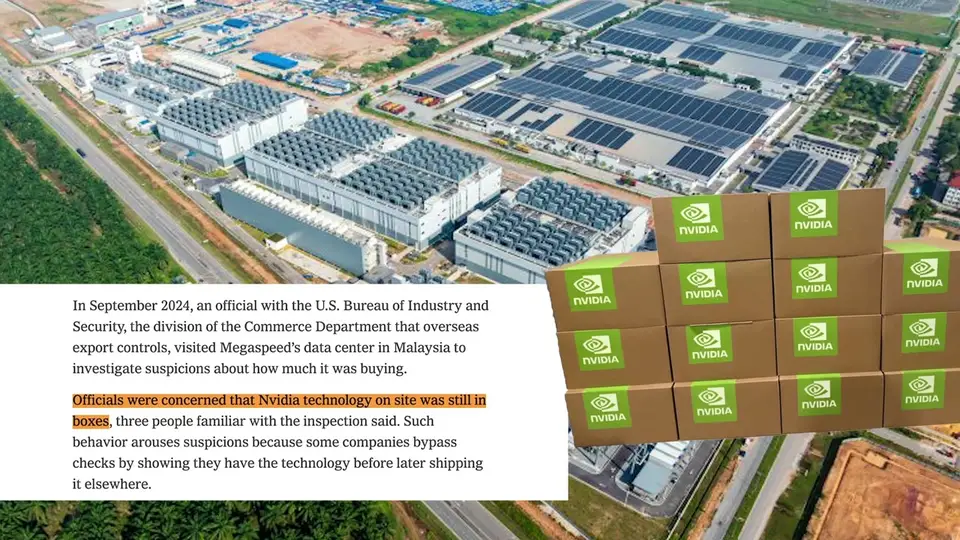 In September 2024, an official with the U.S. Bureau of Industry and
Security, the division of the Commerce Department that overseas
export controls, visited Megaspeed's data center in Malaysia to
investigate suspicions about how much it was buying.
Officials were concerned that Nvidia technology on site was still in
boxes, three people familiar with the inspection said. Such
behavior arouses suspicions because some companies bypass
checks by showing they have the technology before later shipping
it elsewhere.
NVIDIA
NVIDIA
NVIDIA
NVIDIA
NVIDIA
NVIDIA
NVIDIA
NVIDIA
NVIDIA
NVIDIA
NVIDIA
NVIDIA
NVIDIA
NVIDIA